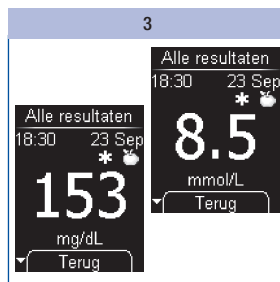 3
Alle resultaten
18:30 23 Sep
*
153
mg/dL
Terug
Alle resultaten
18:30 23 Sep
*
8.5
mmol/L
Terug